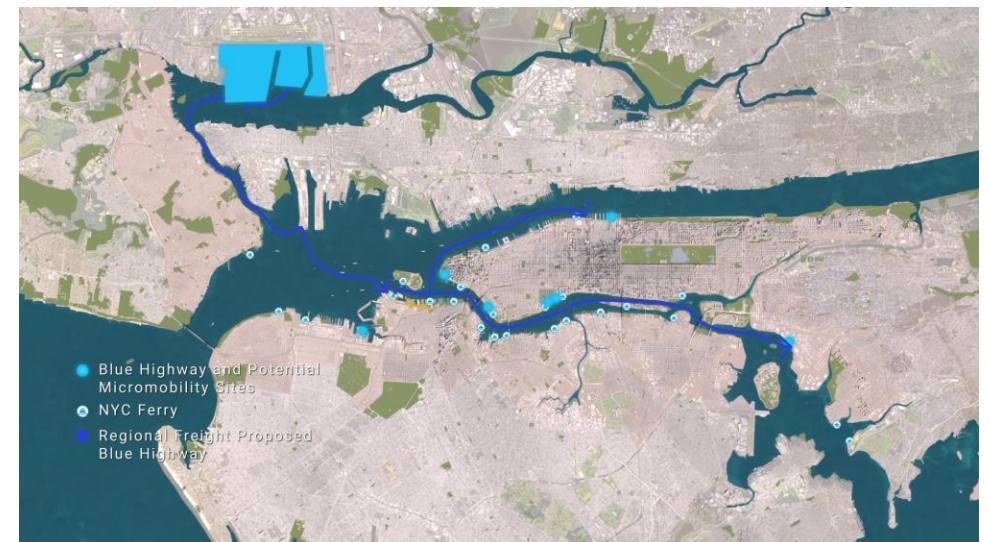 Blue Highway and Potential
Micromobility Sites
NYC Ferry
Regional Freight Proposed
Blue Highway